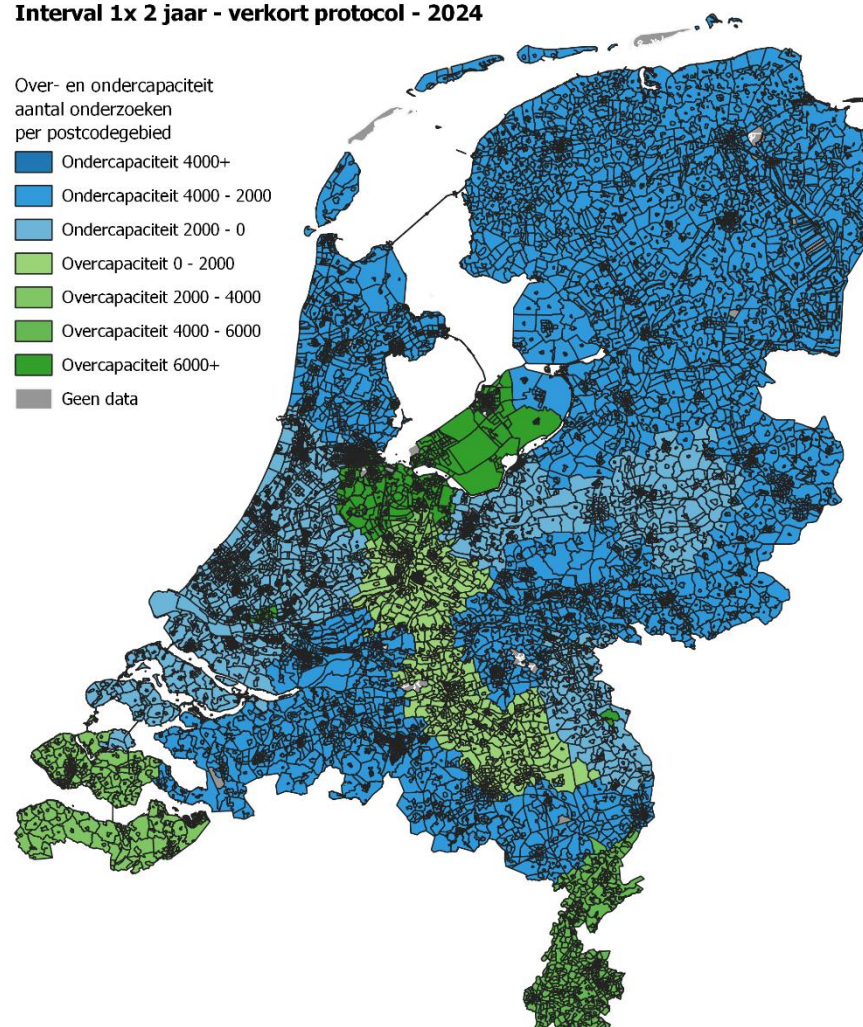 Interval 1x 2 jaar - verkort protocol - 2024
Over- en ondercapaciteit
aantal onderzoeken
per postcodegebied
Ondercapaciteit 4000+
Ondercapaciteit 4000 - 2000
Ondercapaciteit 2000 - 0
Overcapaciteit 0 - 2000
Overcapaciteit 2000 - 4000
Overcapaciteit 4000 - 6000
Overcapaciteit 6000+
Geen data